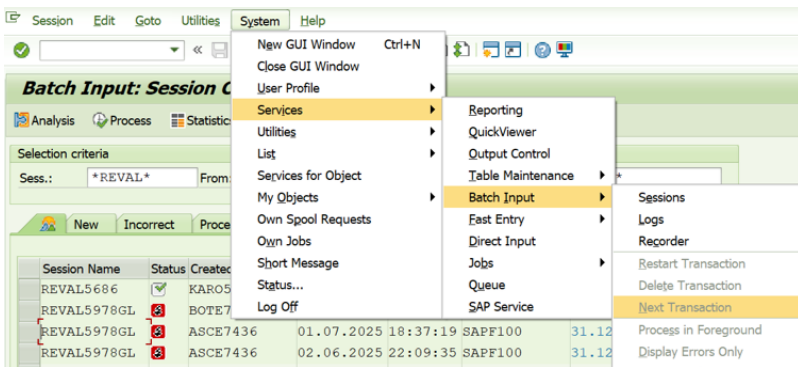 Session Edit Goto Utilities System Help
New GUI Window Ctrl+N
Close GUI Window
User Profile
Services
Utilities
List
Services for Object
My Objects
Own Spool Requests
Own Jobs
Short Message
Status...
Log Off
Reporting
QuickViewer
Output Control
Table Maintenance
Batch Input
Fast Entry
Direct Input
Jobs
Queue
SAP Service
Sessions
Logs
Recorder
Restart Transaction
Delete Transaction
Next Transaction
Process in Foreground
Display Errors Only
Batch Input: Session
Analysis Process Statistic
Selection criteria
Sess.: *REVAL* From: *
New Incorrect Proce
Session Name Status Created
REVAL5686 KARO5
REVAL5978GL BOTE7
REVAL5978GL ASCE7436 01.07.2025 18:37:19 SAPF100 31.12
REVAL5978GL ASCE7436 02.06.2025 22:09:35 SAPF100 31.12